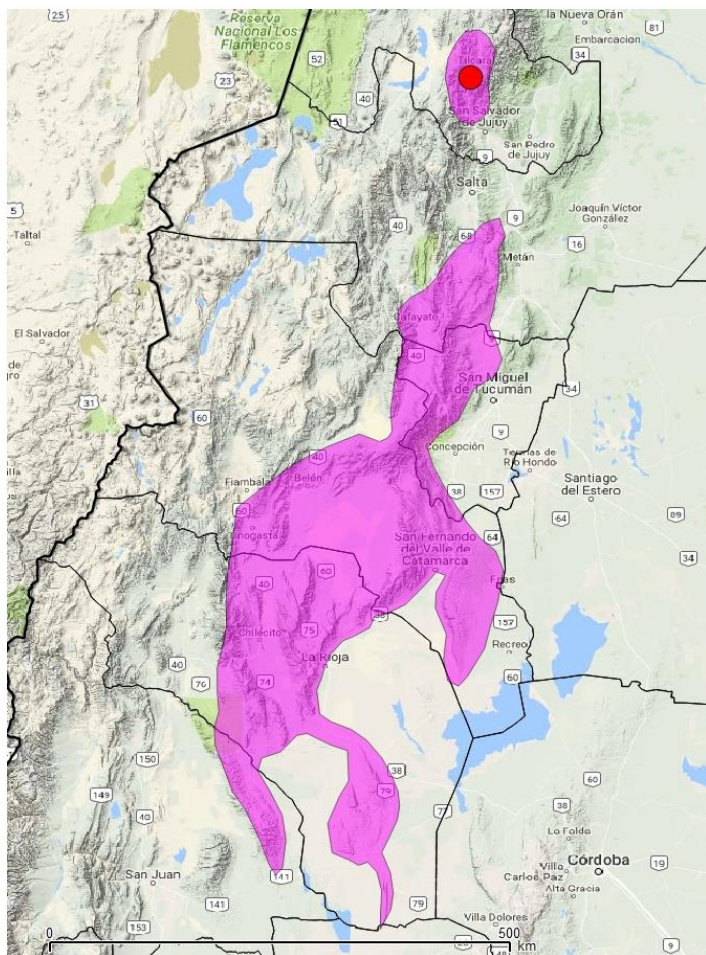 25
Reserva
Nacional Los
Flamencos
52
la Nueva Orán
81
Embarcacion
34
23
40
Tilcara
51
San Salvador
de Jujuy
San Pedro
de Jujuy
9
Salta
5
Taltal
40
68
9
Joaquín Víctor
González
16
Metán
Cafayate
El Salvador
40
9
31
San Miguel
de Tucumán
34
60
9
Concepción
Termas de
Río Hondo
40
Fiambala
Belén
38
157
Santiago
del Estero
60
Tinogasta
64
64
89
San Fernando
del Valle de
Catamarca
34
60
40
Frias
Chilecito
75
38
157
La Rioja
Recreo
40
76
74
60
150
38
79
60
149
77
38
40
La Falda
Villa
Carlos Paz
Córdoba
19
San Juan
141
Alta Gracia
141
79
153
Villa Dolores
0
500
km
9